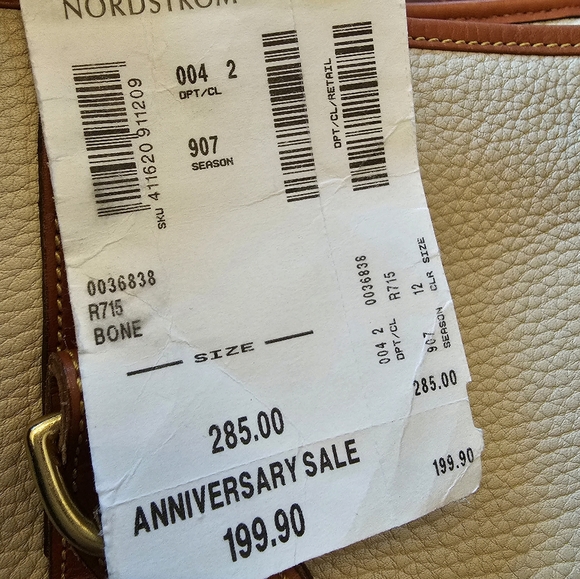 NORDSTROM
004 2
DPT/CL
907
SEASON
SKU 411620 911209
DPT/CL/RETAIL
0036838
R715
BONE
SIZE
285.00
ANNIVERSARY SALE
199.90
0036838
004 2 R715 12
DPT/CL CLR SIZE
907 SEASON
285.00
199.90